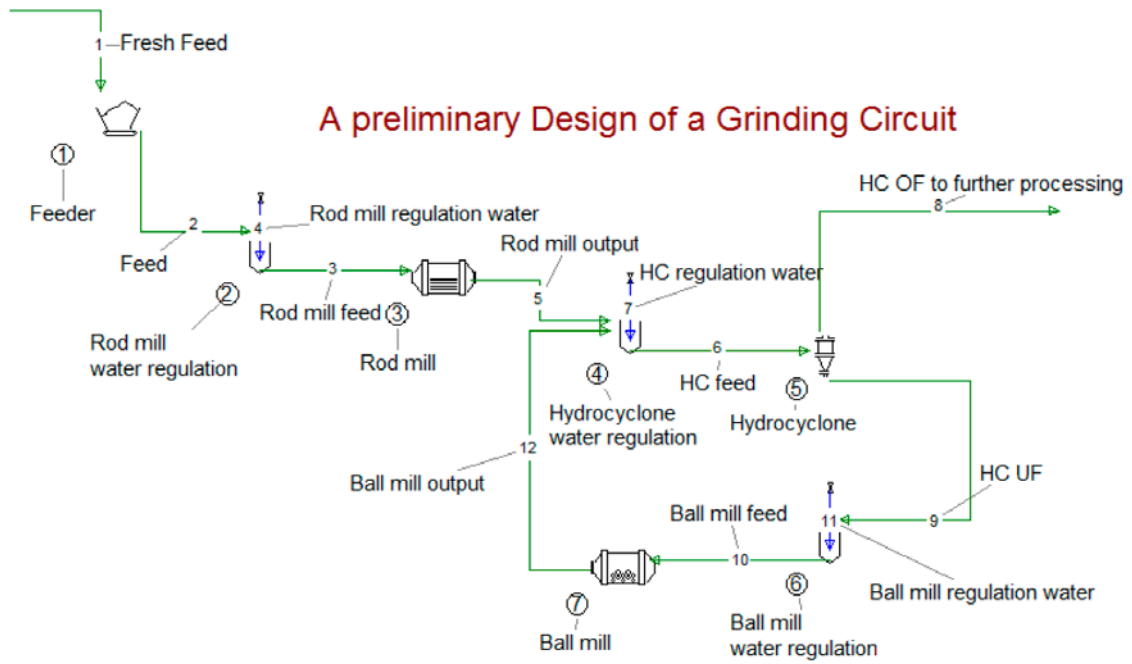 1
Fresh Feed
A preliminary Design of a Grinding Circuit
①
Feeder
2
Feed
4
Rod mill regulation water
3
Rod mill feed
②
Rod mill
water regulation
③
Rod mill
Rod mill output
5
HC regulation water
7
6
HC feed
④
Hydrocyclone
water regulation
⑤
Hydrocyclone
HC OF to further processing
8
HC UF
9
11
Ball mill regulation water
⑥
Ball mill
water regulation
Ball mill feed
10
⑦
Ball mill
12
Ball mill output